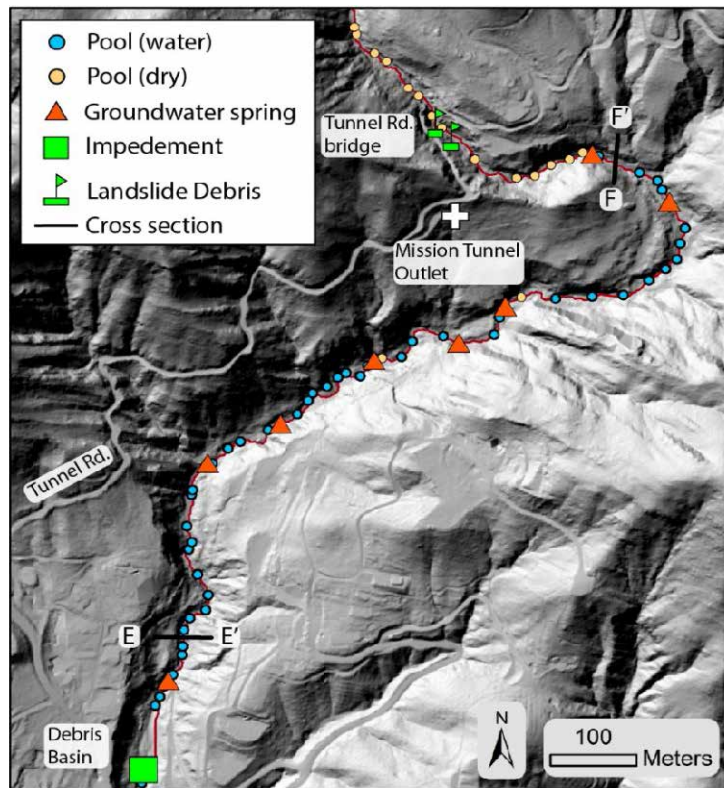 Pool (water)
Pool (dry)
Groundwater spring
Impedement
Landslide Debris
Cross section
Tunnel Rd.
bridge
F'
F
Mission Tunnel
Outlet
Tunnel Rd.
E
E'
Debris
Basin
N
100
Meters